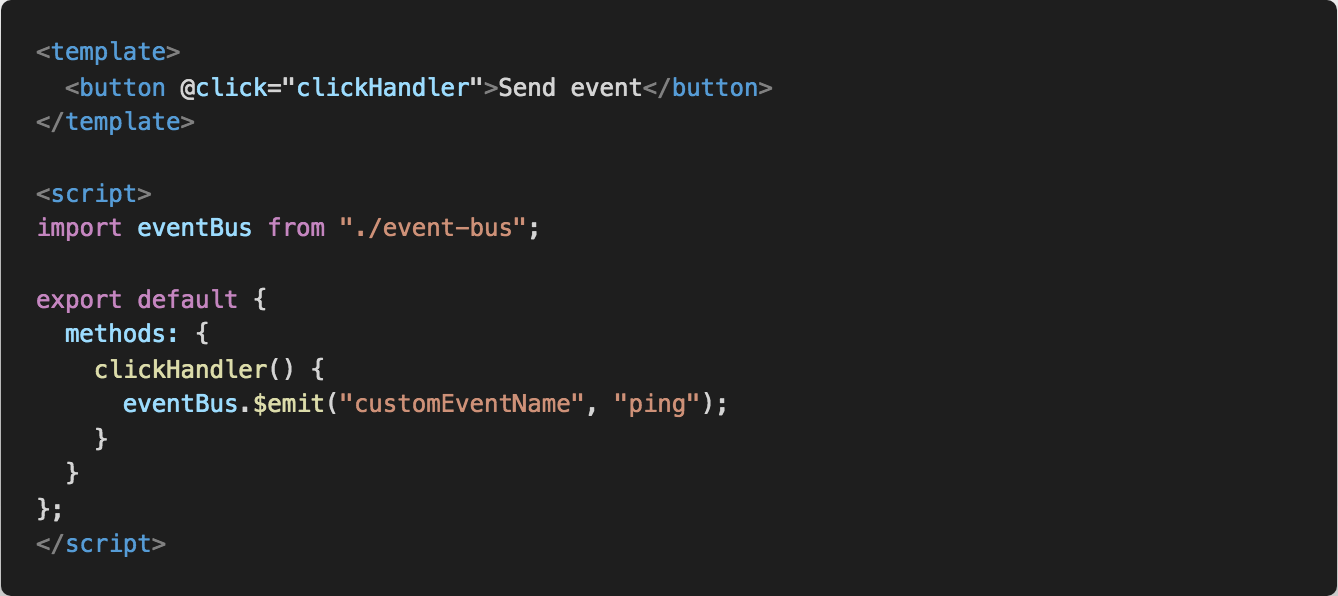 <template>
  <button @click="clickHandler">Send event</button>
</template>

<script>
import eventBus from "./event-bus";

export default {
  methods: {
    clickHandler() {
      eventBus.$emit("customEventName", "ping");
    }
  }
};
</script>